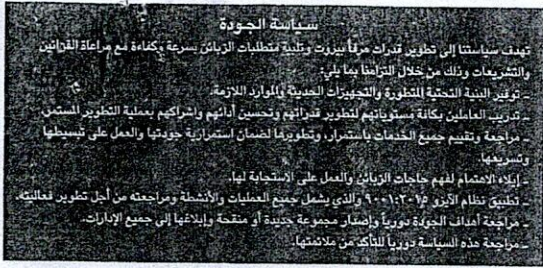 سياسة الجودة
تهدف سياستنا إلى تطوير قدرات مرفأ بيروت وتلبية متطلبات الزبائن بسرعة وكفاءة مع مراعاة القوانين
والتشريعات وذلك من خلال التزامنا بما يلي:
- توفير البنية التحتية المتطورة والتجهيزات الحديثة والموارد اللازمة.
- تدريب العاملين بكافة مستوياتهم لتطوير قدراتهم وتحسين أدائهم واشراكهم بعملية التطوير المستمر.
- مراجعة وتقييم جميع الخدمات باستمرار، وتطويرها لضمان استمرارية جودتها والعمل على تبسيطها
وتسريعها.
- إيلاء الاهتمام لفهم حاجات الزبائن والعمل على الاستجابة لها.
- تطبيق نظام الآيزو ٩٠٠١:٢٠١٥ والذي يشمل جميع العمليات والأنشطة ومراجعته من أجل تطوير فعاليته.
- مراجعة أهداف الجودة دورياً وإصدار مجموعة جديدة أو منقحة وإبلاغها إلى جميع الإدارات.
- مراجعة هذه السياسة دورياً للتأكد من ملائمتها.